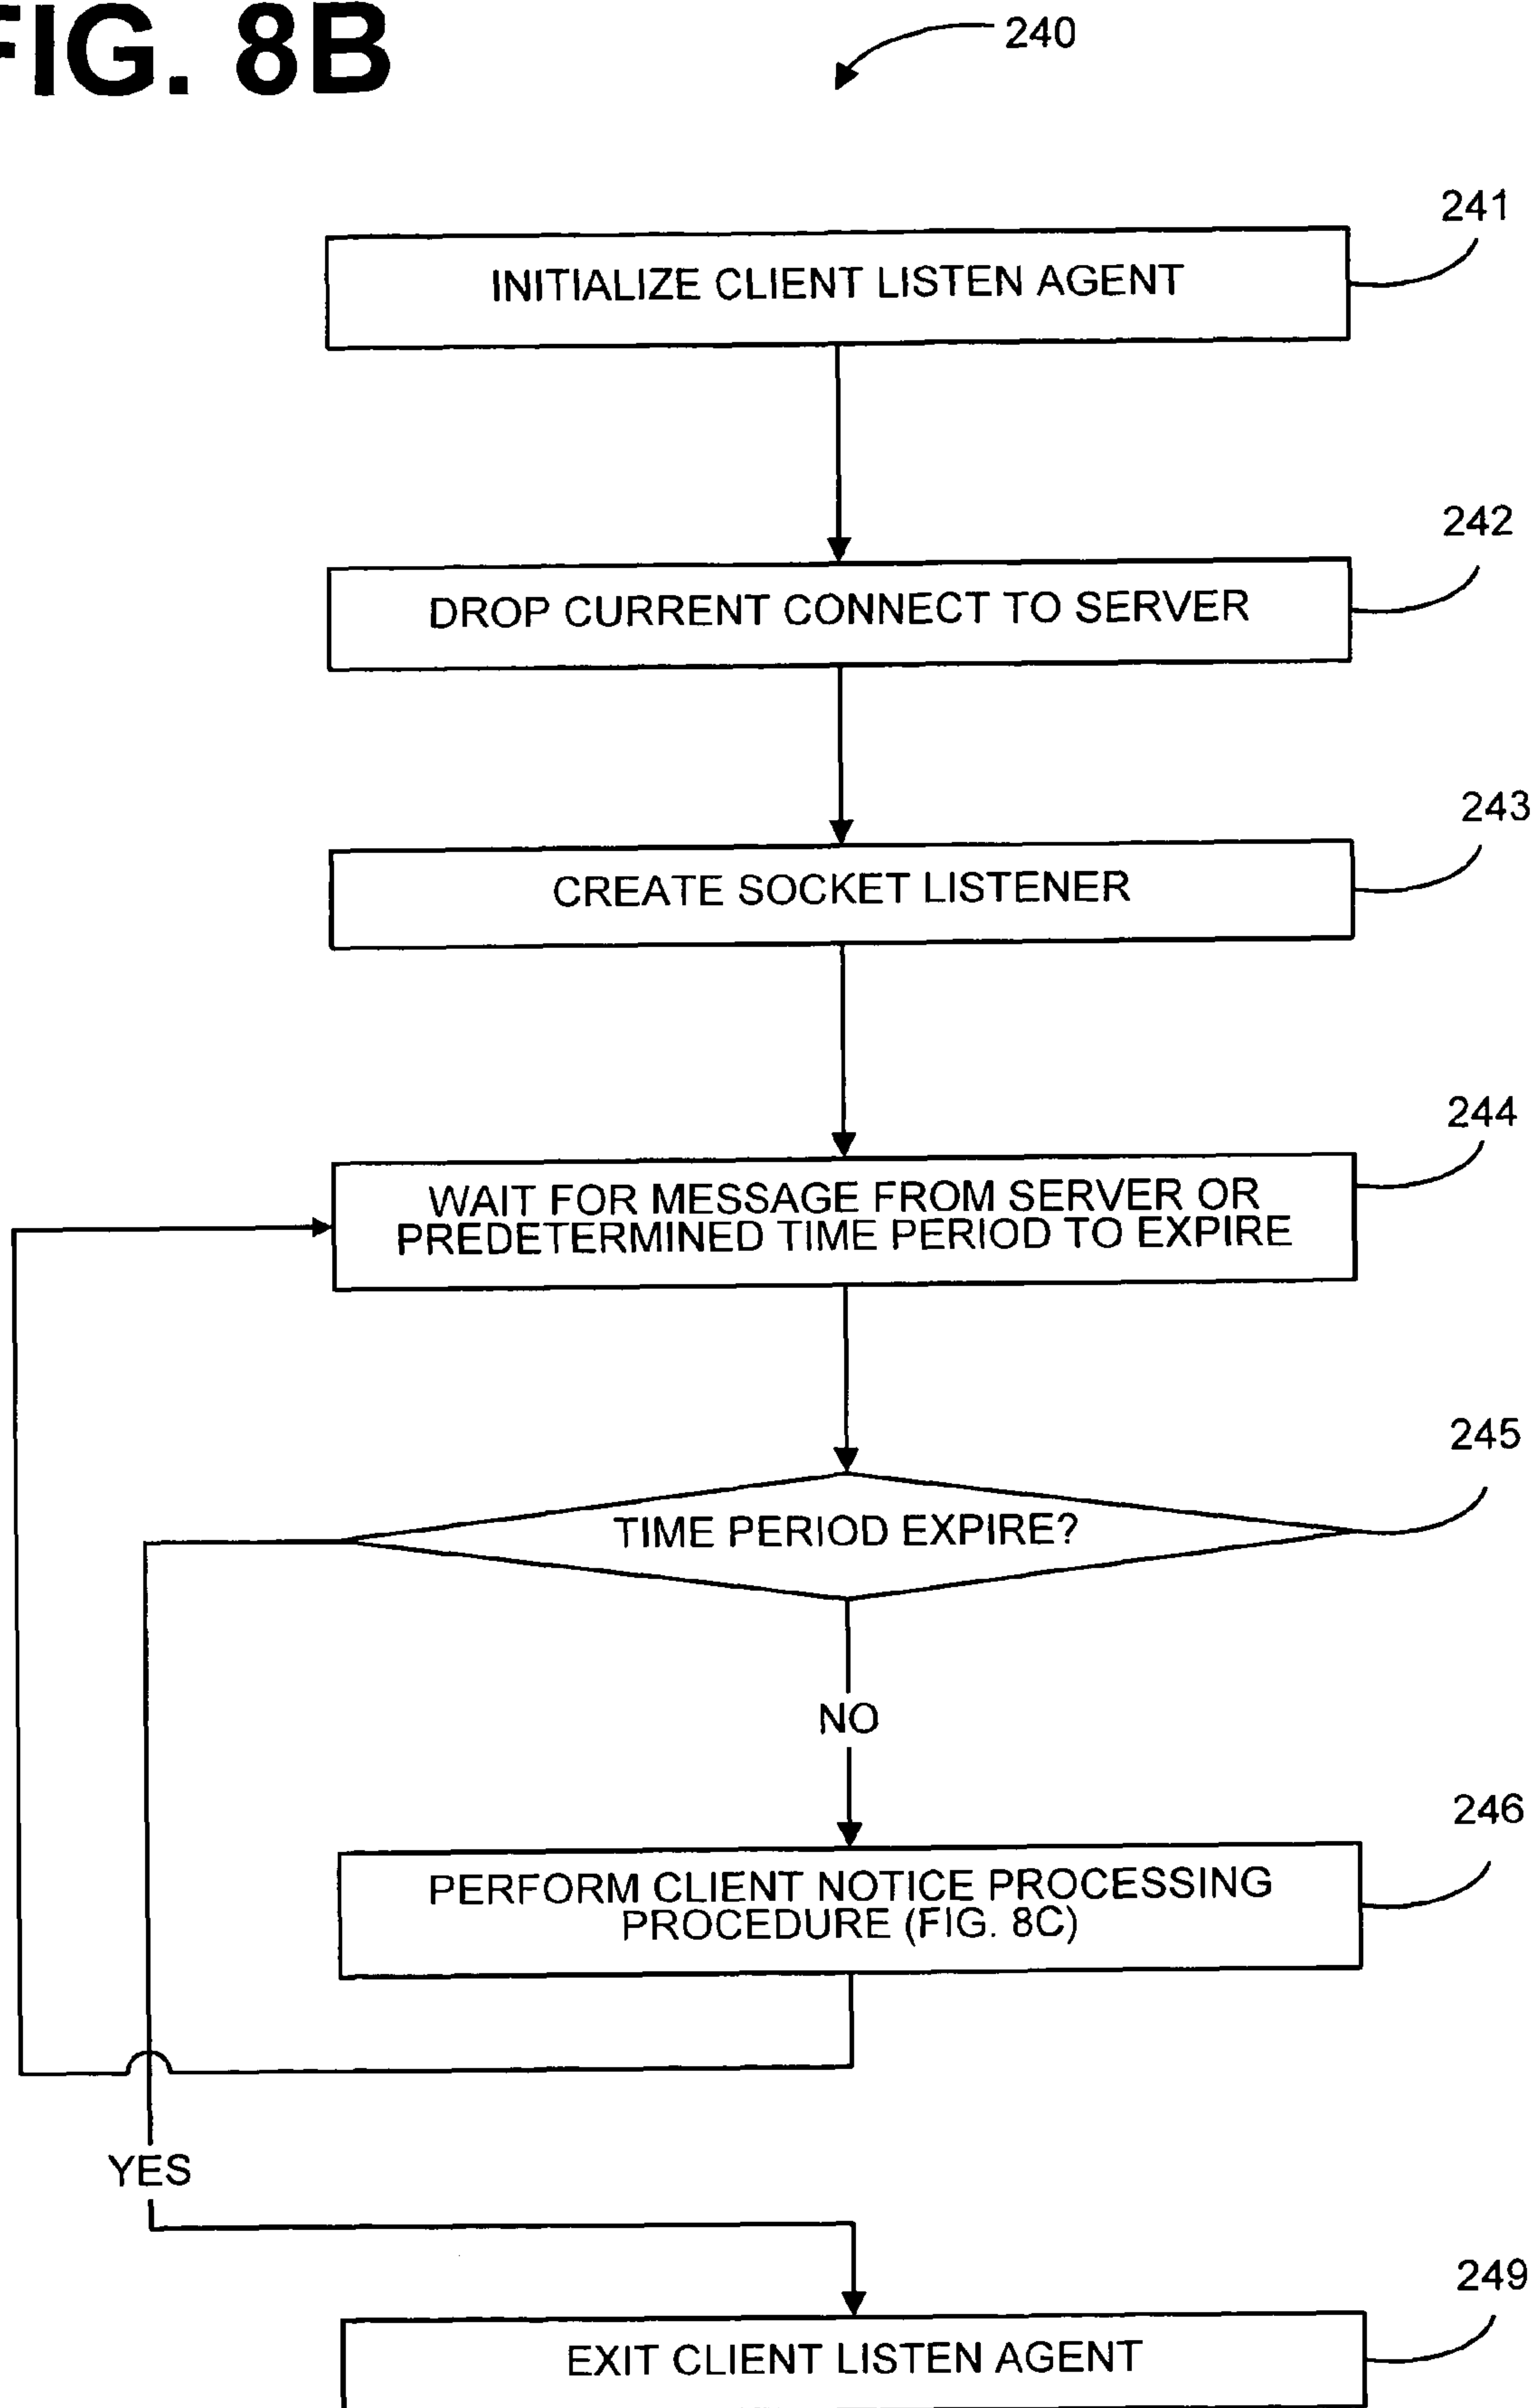 FIG. 8B
240
241
INITIALIZE CLIENT LISTEN AGENT
242
DROP CURRENT CONNECT TO SERVER
243
CREATE SOCKET LISTENER
244
WAIT FOR MESSAGE FROM SERVER OR
PREDETERMINED TIME PERIOD TO EXPIRE
245
TIME PERIOD EXPIRE?
NO
246
PERFORM CLIENT NOTICE PROCESSING
PROCEDURE (FIG. 8C)
YES
249
EXIT CLIENT LISTEN AGENT